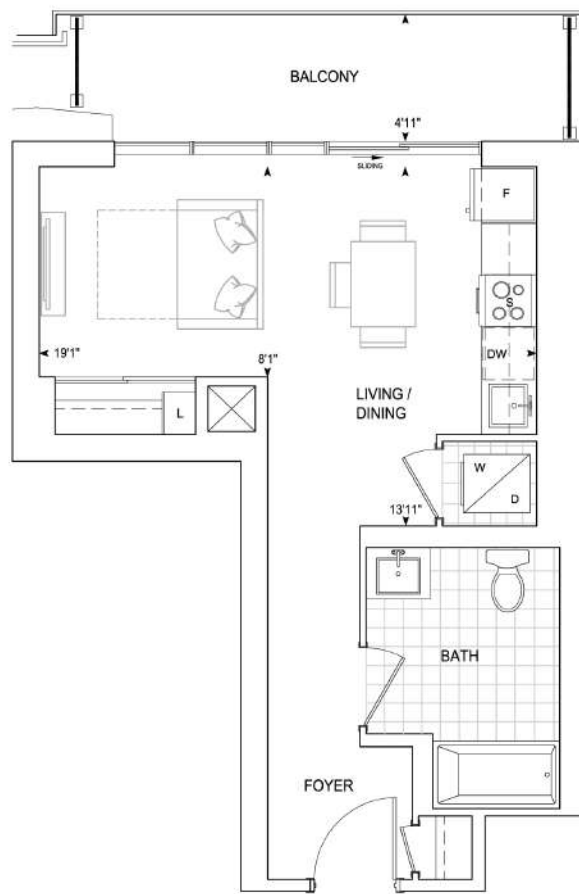 BALCONY
4'11"
SLIDING
F
S
DW
19'1"
8'1"
LIVING /
DINING
L
W
D
13'11"
BATH
FOYER